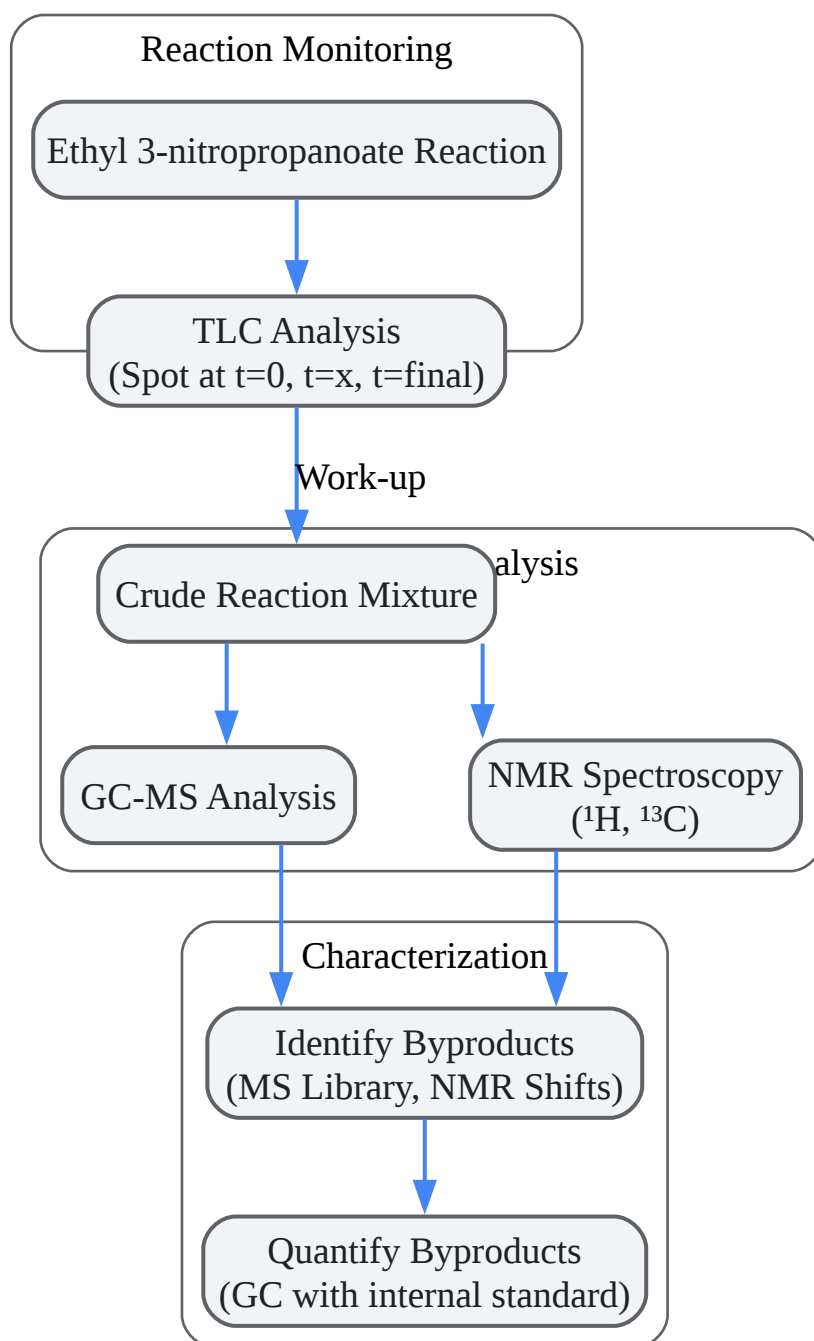 Reaction Monitoring
Ethyl 3-nitropropanoate Reaction
TLC Analysis
(Spot at t=0, t=x, t=final)
Work-up
alysis
Crude Reaction Mixture
GC-MS Analysis
NMR Spectroscopy
(¹H, ¹³C)
Characterization
Identify Byproducts
(MS Library, NMR Shifts)
Quantify Byproducts
(GC with internal standard)